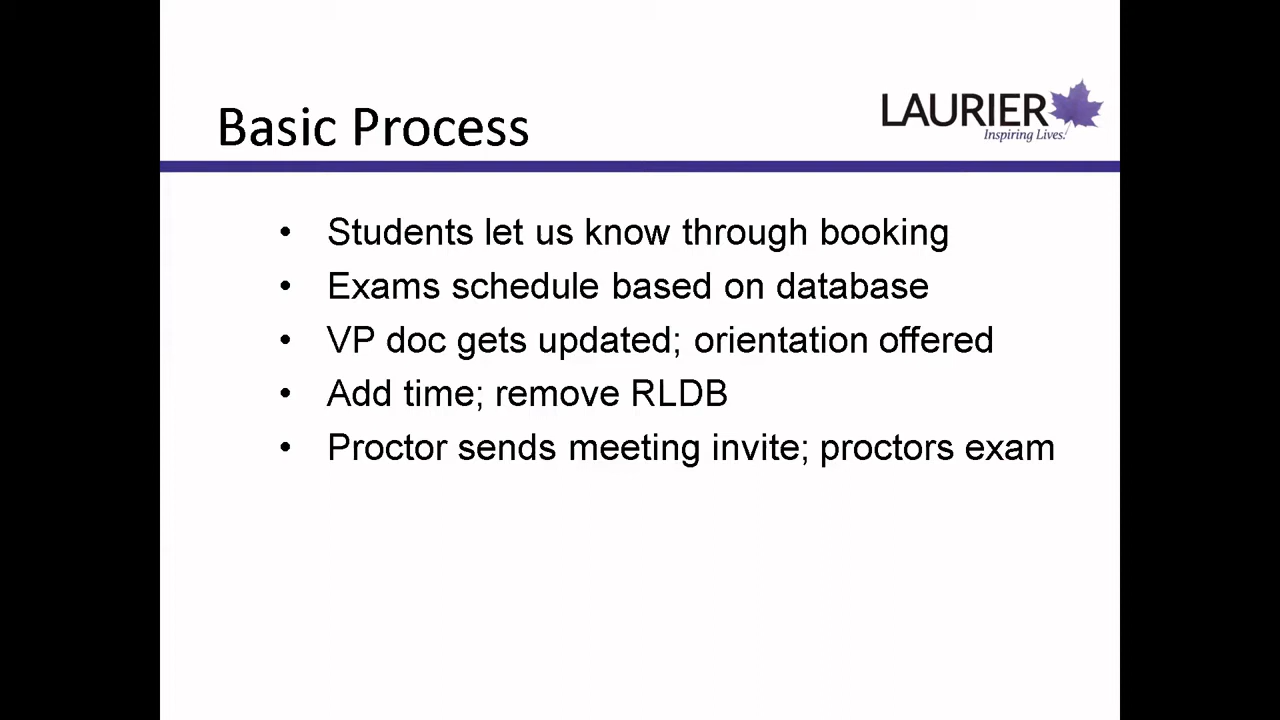 Basic Process
LAURIER
Inspiring Lives.
• Students let us know through booking
• Exams schedule based on database
• VP doc gets updated; orientation offered
• Add time; remove RLDB
• Proctor sends meeting invite; proctors exam